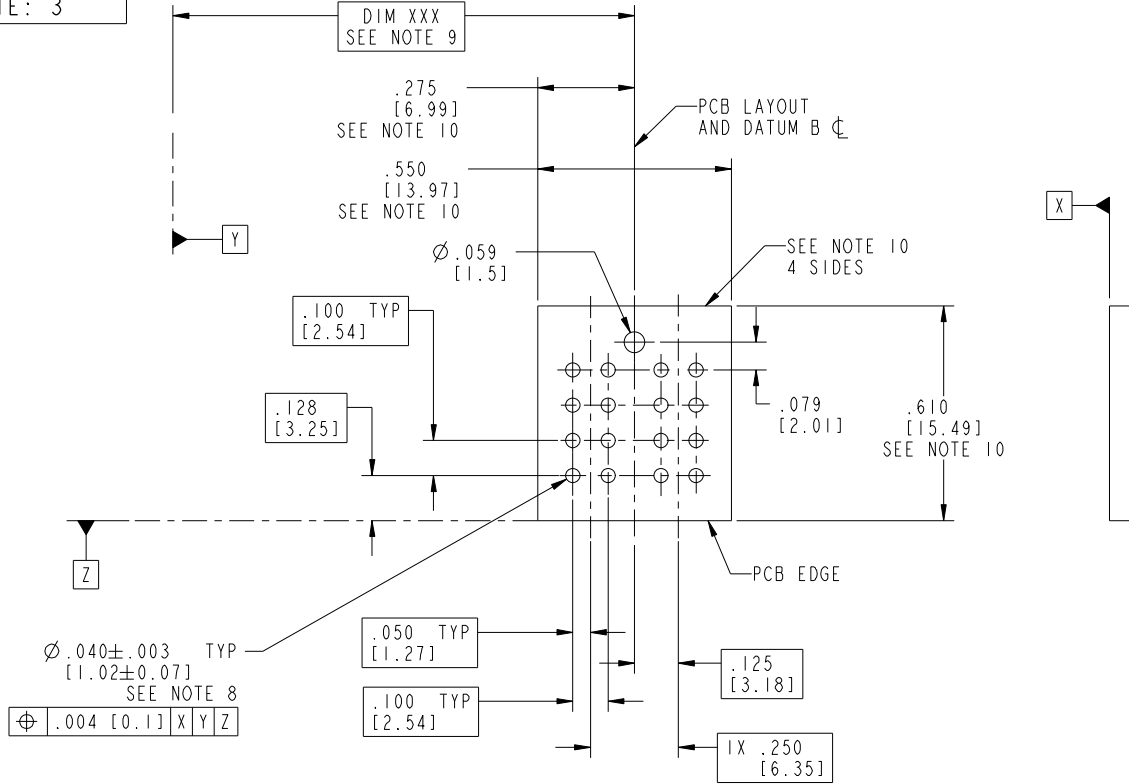 TE: 3
DIM XXX
SEE NOTE 9
.275
[6.99]
SEE NOTE 10
PCB LAYOUT
AND DATUM B ℄
.550
[13.97]
SEE NOTE 10
X
Y
SEE NOTE 10
4 SIDES
Ø.059
[1.5]
.100 TYP
[2.54]
.128
[3.25]
.079
[2.01]
.610
[15.49]
SEE NOTE 10
Z
PCB EDGE
.050 TYP
[1.27]
Ø.040±.003 TYP
[1.02±0.07]
SEE NOTE 8
⌖ .004 [0.1] X Y Z
.125
[3.18]
.100 TYP
[2.54]
1X .250
[6.35]